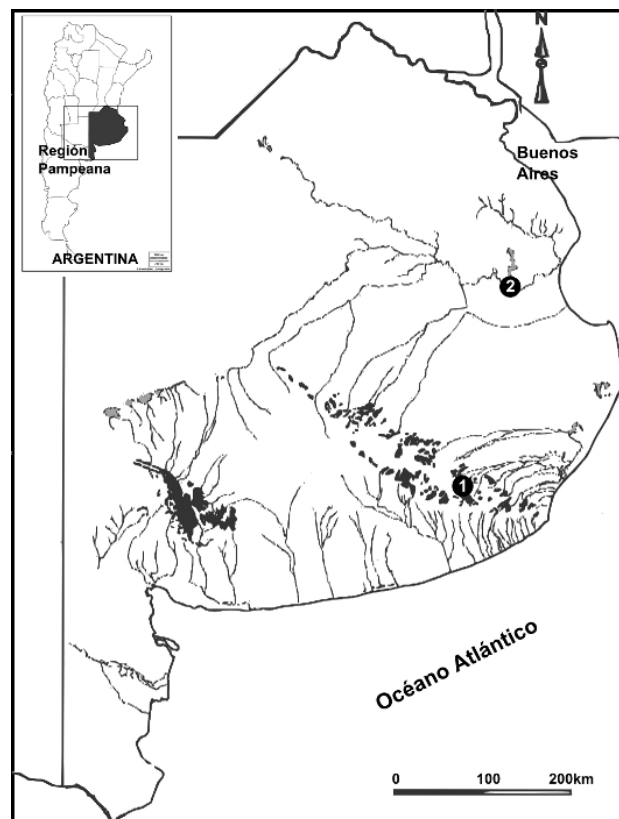 N
Región
Pampeana
ARGENTINA
Buenos
Aires
2
1
Océano Atlántico
0 100 200km